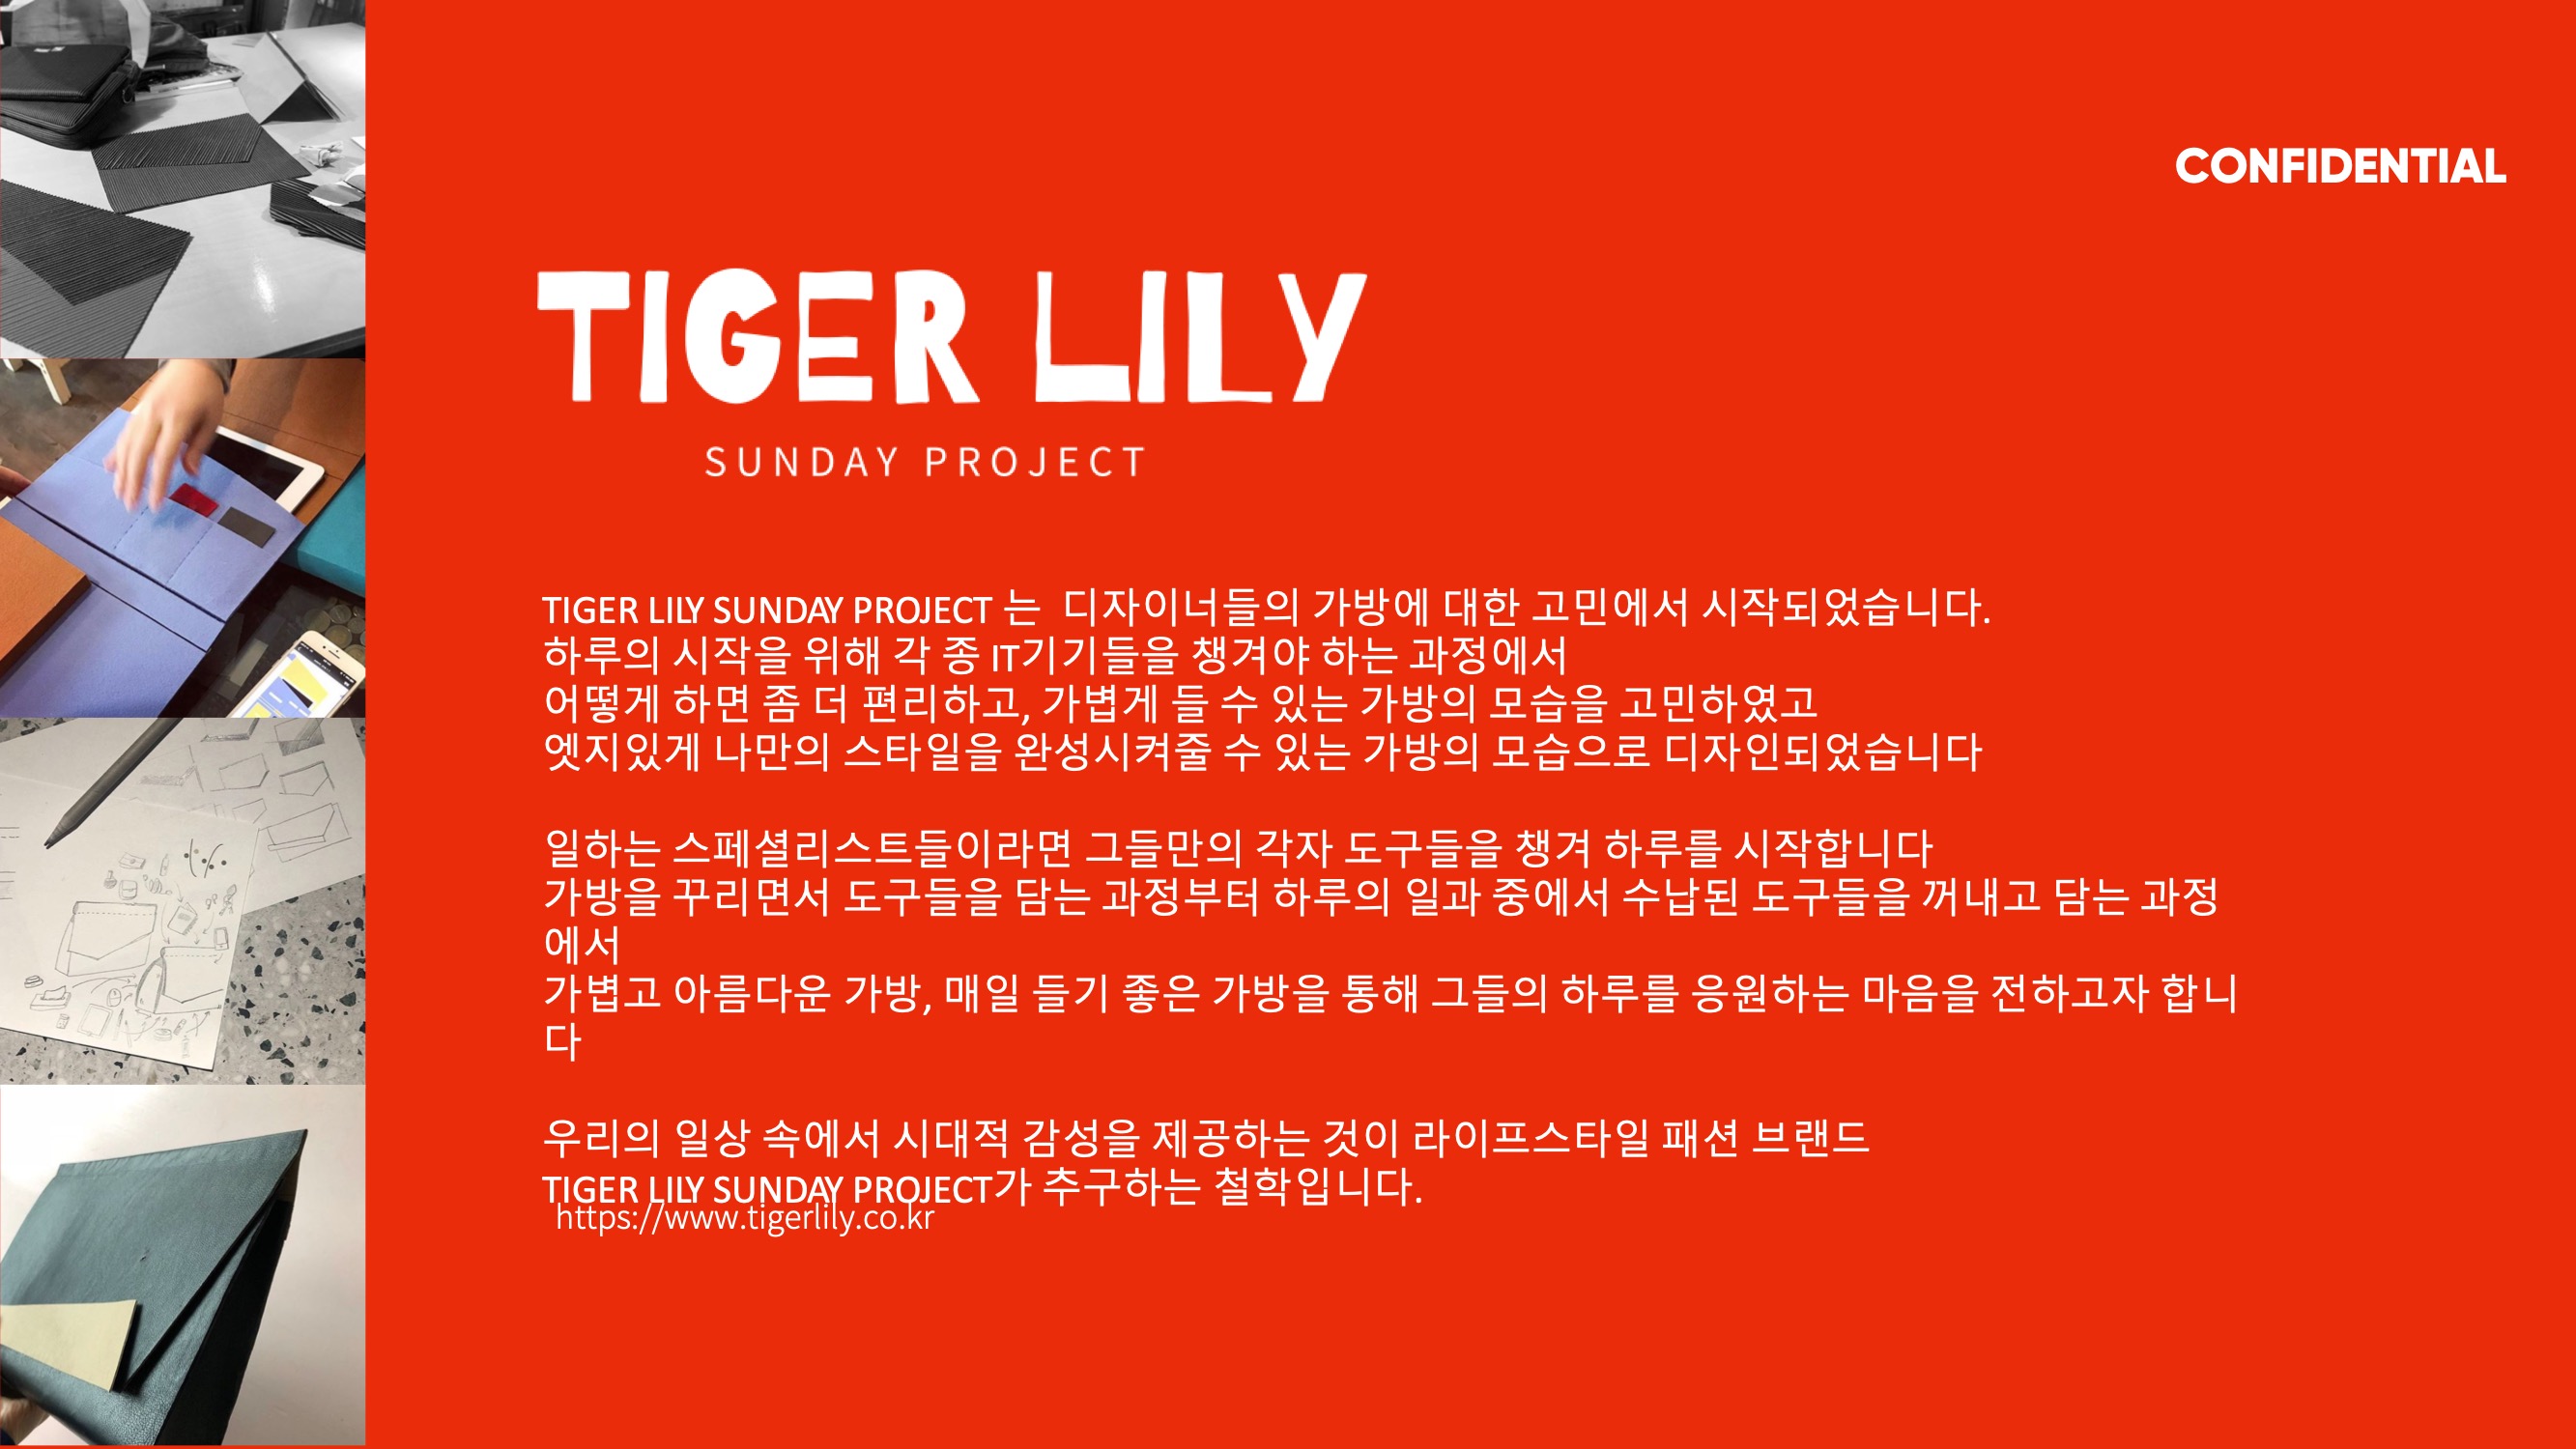 CONFIDENTIAL
TIGER LILY
SUNDAY PROJECT
TIGER LILY SUNDAY PROJECT 는 디자이너들의 가방에 대한 고민에서 시작되었습니다.
하루의 시작을 위해 각 종 IT기기들을 챙겨야 하는 과정에서
어떻게 하면 좀 더 편리하고, 가볍게 들 수 있는 가방의 모습을 고민하였고
엣지있게 나만의 스타일을 완성시켜줄 수 있는 가방의 모습으로 디자인되었습니다
일하는 스페셜리스트들이라면 그들만의 각자 도구들을 챙겨 하루를 시작합니다
가방을 꾸리면서 도구들을 담는 과정부터 하루의 일과 중에서 수납된 도구들을 꺼내고 담는 과정
에서
가볍고 아름다운 가방, 매일 들기 좋은 가방을 통해 그들의 하루를 응원하는 마음을 전하고자 합니
다
우리의 일상 속에서 시대적 감성을 제공하는 것이 라이프스타일 패션 브랜드
TIGER LILY SUNDAY PROJECT가 추구하는 철학입니다.
https://www.tigerlily.co.kr